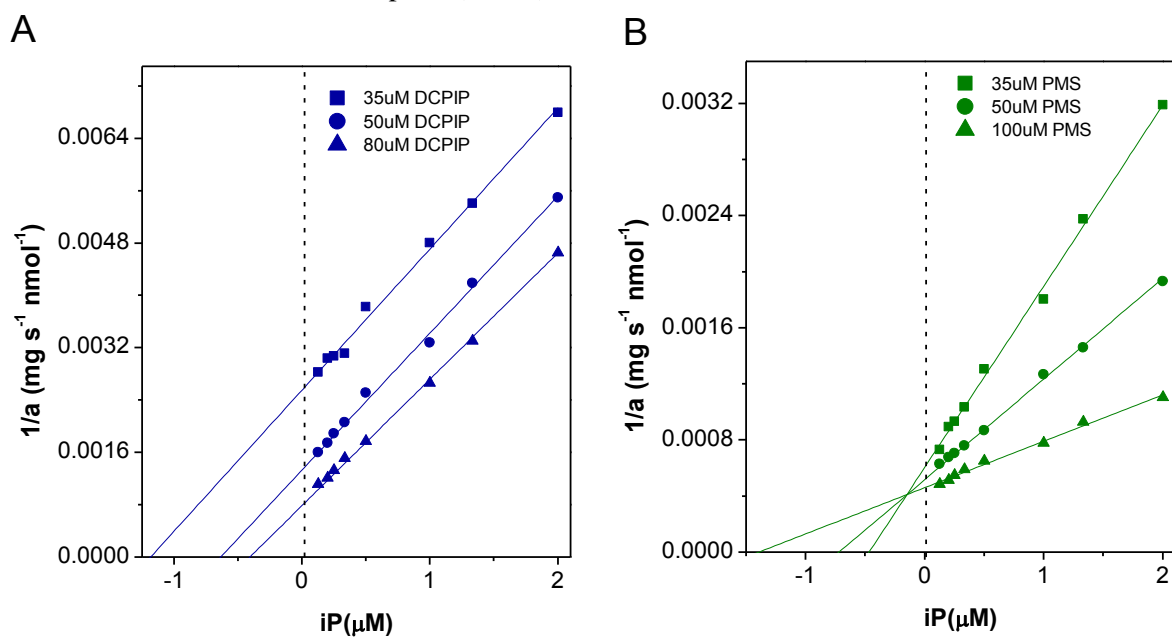 A
B
35uM DCPIP
50uM DCPIP
80uM DCPIP
35uM PMS
50uM PMS
100uM PMS
0.0064
0.0048
0.0032
0.0016
0.0000
1/a (mg s⁻¹ nmol⁻¹)
-1 0 1 2
iP(μM)
0.0032
0.0024
0.0016
0.0008
0.0000
1/a (mg s⁻¹ nmol⁻¹)
-1 0 1 2
iP(μM)